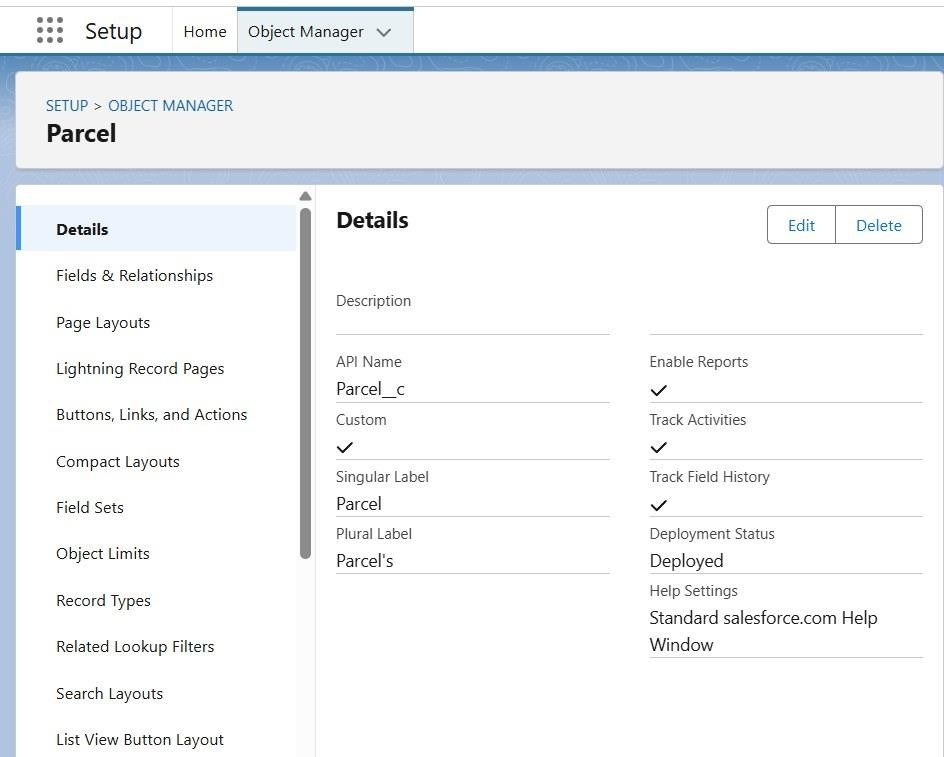 Setup
Home
Object Manager
SETUP > OBJECT MANAGER
Parcel
Details
Fields & Relationships
Page Layouts
Lightning Record Pages
Buttons, Links, and Actions
Compact Layouts
Field Sets
Object Limits
Record Types
Related Lookup Filters
Search Layouts
List View Button Layout
Details
Edit
Delete
Description
API Name
Parcel__c
Custom
Singular Label
Parcel
Plural Label
Parcel's
Enable Reports
Track Activities
Track Field History
Deployment Status
Deployed
Help Settings
Standard salesforce.com Help
Window